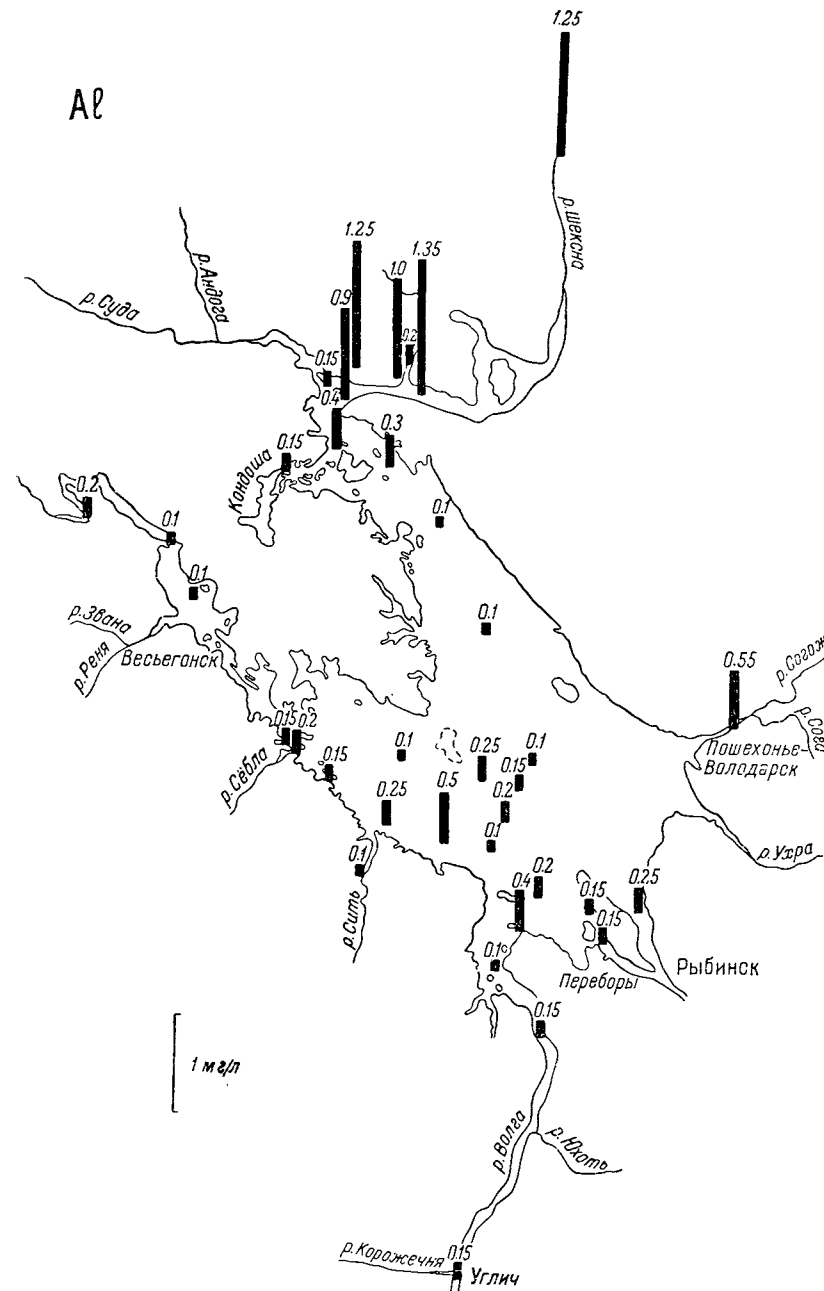 1.25
Al
р. Шексна
1.25
р. Андога
1.0
1.35
р. Суда
0.9
0.2
0.15
0.4
0.3
0.15
Кондоша
0.2
0.1
0.1
0.1
0.1
р. Звана
р. Реня
Весьегонск
0.55
р. Согож
р. Сога
0.15
0.2
0.15
0.1
0.25
0.1
0.15
Пошехонье-
Володарск
р. Сёбла
0.25
0.5
0.2
0.1
р. Ухра
0.1
0.4
0.2
0.15
0.25
0.15
р. Сить
0.1
Переборы
Рыбинск
0.15
1 мг/л
р. Волга
р. Юхоть
р. Корожечня
0.15
Углич